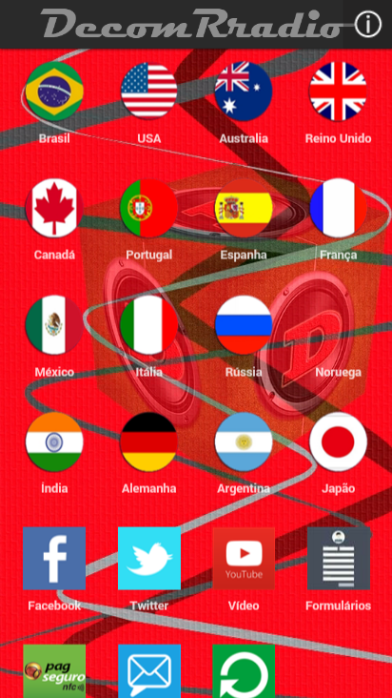 DecomRradio
Brasil USA Australia Reino Unido
Canadá Portugal Espanha França
México Itália Rússia Noruega
Índia Alemanha Argentina Japão
YouTube
Facebook Twitter Vídeo Formulários
pag
seguro
nfc